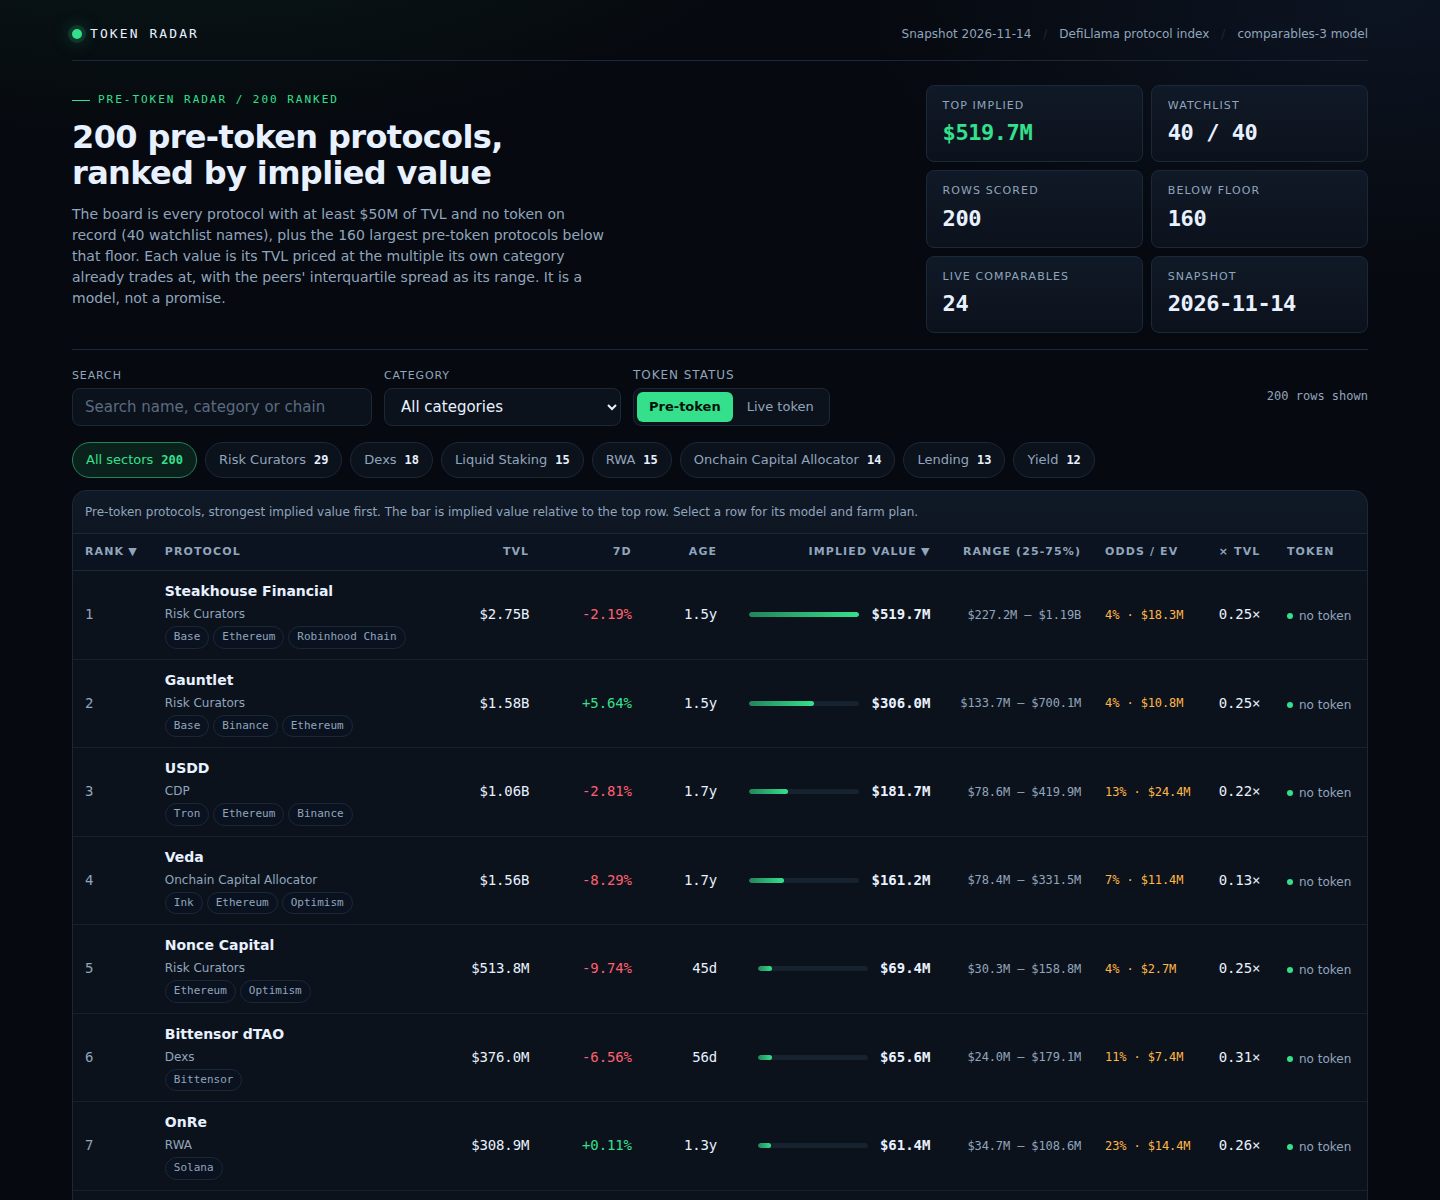 TOKEN RADAR
Snapshot 2026-11-14 / DefiLlama protocol index / comparables-3 model
PRE-TOKEN RADAR / 200 RANKED
200 pre-token protocols,
ranked by implied value
The board is every protocol with at least $50M of TVL and no token on
record (40 watchlist names), plus the 160 largest pre-token protocols below
that floor. Each value is its TVL priced at the multiple its own category
already trades at, with the peers' interquartile spread as its range. It is a
model, not a promise.
TOP IMPLIED
$519.7M
WATCHLIST
40 / 40
ROWS SCORED
200
BELOW FLOOR
160
LIVE COMPARABLES
24
SNAPSHOT
2026-11-14
SEARCH
Search name, category or chain
CATEGORY
All categories
TOKEN STATUS
Pre-token Live token
200 rows shown
All sectors 200 Risk Curators 29 Dexs 18 Liquid Staking 15 RWA 15 Onchain Capital Allocator 14 Lending 13 Yield 12
Pre-token protocols, strongest implied value first. The bar is implied value relative to the top row. Select a row for its model and farm plan.
RANK ▼ PROTOCOL TVL 7D AGE IMPLIED VALUE ▼ RANGE (25-75%) ODDS / EV × TVL TOKEN
Steakhouse Financial
Risk Curators
1 $2.75B -2.19% 1.5y $519.7M $227.2M — $1.19B 4% · $18.3M 0.25× no token
Base Ethereum Robinhood Chain
Gauntlet
Risk Curators
2 $1.58B +5.64% 1.5y $306.0M $133.7M — $700.1M 4% · $10.8M 0.25× no token
Base Binance Ethereum
USDD
CDP
3 $1.06B -2.81% 1.7y $181.7M $78.6M — $419.9M 13% · $24.4M 0.22× no token
Tron Ethereum Binance
Veda
Onchain Capital Allocator
4 $1.56B -8.29% 1.7y $161.2M $78.4M — $331.5M 7% · $11.4M 0.13× no token
Ink Ethereum Optimism
Nonce Capital
Risk Curators
5 $513.8M -9.74% 45d $69.4M $30.3M — $158.8M 4% · $2.7M 0.25× no token
Ethereum Optimism
Bittensor dTAO
Dexs
6 $376.0M -6.56% 56d $65.6M $24.0M — $179.1M 11% · $7.4M 0.31× no token
Bittensor
OnRe
RWA
7 $308.9M +0.11% 1.3y $61.4M $34.7M — $108.6M 23% · $14.4M 0.26× no token
Solana